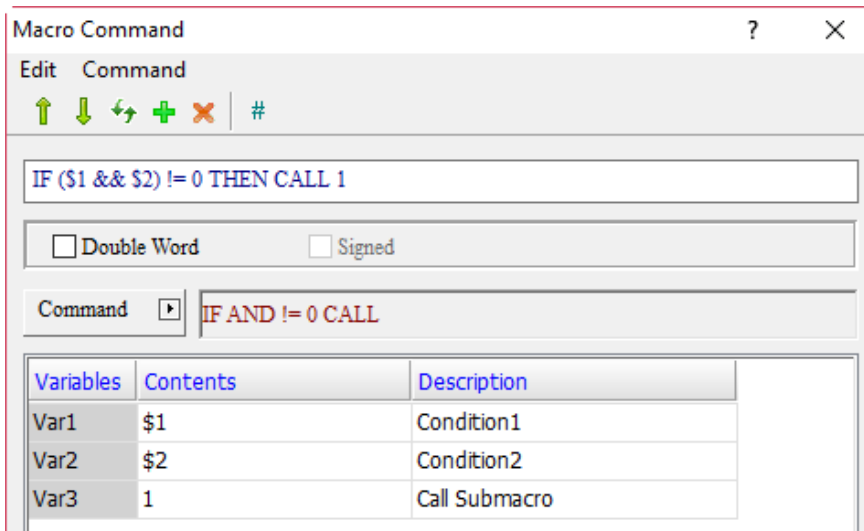 Macro Command ?
Edit Command
#
IF ($1 && $2) != 0 THEN CALL 1
Double Word Signed
Command IF AND != 0 CALL
Variables Contents Description
Var1 $1 Condition1
Var2 $2 Condition2
Var3 1 Call Submacro